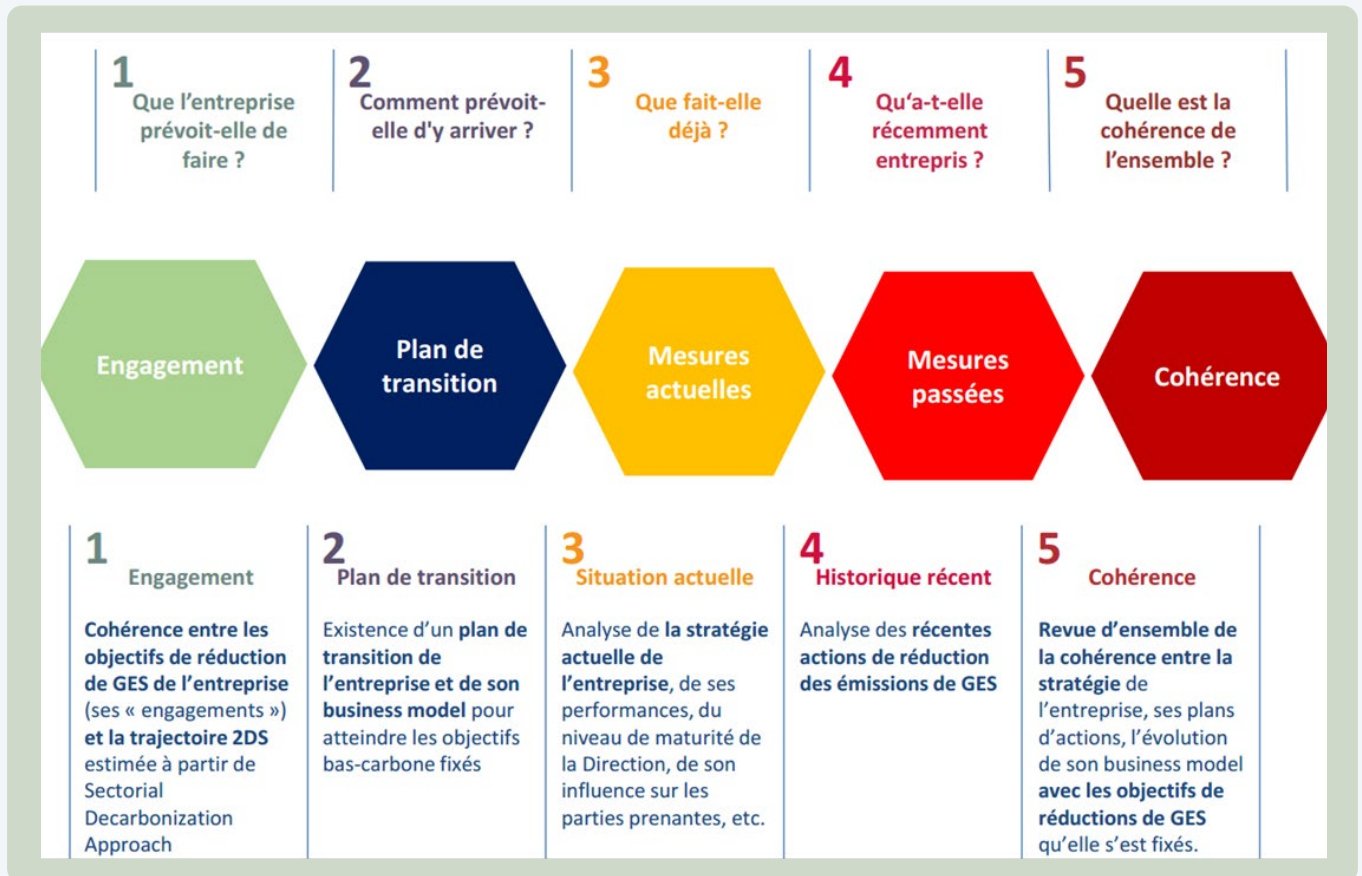 1
Que l’entreprise
prévoit-elle de
faire ?
2
Comment prévoit-
elle d'y arriver ?
3
Que fait-elle
déjà ?
4
Qu‘a-t-elle
récemment
entrepris ?
5
Quelle est la
cohérence de
l’ensemble ?
Engagement
Plan de
transition
Mesures
actuelles
Mesures
passées
Cohérence
1
Engagement
Cohérence entre les
objectifs de réduction
de GES de l’entreprise
(ses « engagements »)
et la trajectoire 2DS
estimée à partir de
Sectorial
Decarbonization
Approach
2
Plan de transition
Existence d’un plan de
transition de
l’entreprise et de son
business model pour
atteindre les objectifs
bas-carbone fixés
3
Situation actuelle
Analyse de la stratégie
actuelle de
l’entreprise, de ses
performances, du
niveau de maturité de
la Direction, de son
influence sur les
parties prenantes, etc.
4
Historique récent
Analyse des récentes
actions de réduction
des émissions de GES
5
Cohérence
Revue d’ensemble de
la cohérence entre la
stratégie de
l’entreprise, ses plans
d’actions, l’évolution
de son business model
avec les objectifs de
réductions de GES
qu’elle s’est fixés.